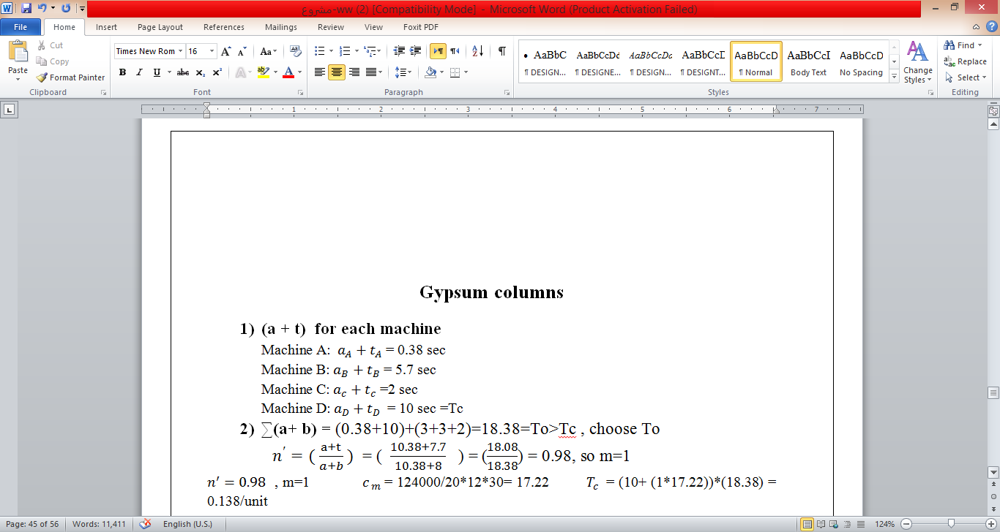 مشروع-ww (2) [Compatibility Mode] - Microsoft Word (Product Activation Failed)
File Home Insert Page Layout References Mailings Review View Foxit PDF
Paste
Cut
Copy
Format Painter
Clipboard
Times New Rom 16
Font
Paragraph
AaBbC AaBbCcDc AaBbCcDc AaBbCcD AaBbCcD AaBbCcI AaBbCcD
¶ DESIGN... ¶ DESIGNE... ¶ DESIGN... ¶ DESIGNT... ¶ Normal Body Text No Spacing
Change Styles
Styles
Find
Replace
Select
Editing
1 2 3 4 5 6 7
Gypsum columns
1) (a + t) for each machine
Machine A: a_A + t_A = 0.38 sec
Machine B: a_B + t_B = 5.7 sec
Machine C: a_c + t_c =2 sec
Machine D: a_D + t_D = 10 sec =Tc
2) ∑(a+ b) = (0.38+10)+(3+3+2)=18.38=To>Tc , choose To
n′ = (a+t/a+b) = ( 10.38+7.7/10.38+8 ) = (18.08/18.38) = 0.98, so m=1
n′ = 0.98 , m=1 c_m = 124000/20*12*30= 17.22 T_c = (10+ (1*17.22))*(18.38) =
0.138/unit
Page: 45 of 56 Words: 11,411 English (U.S.) 124%